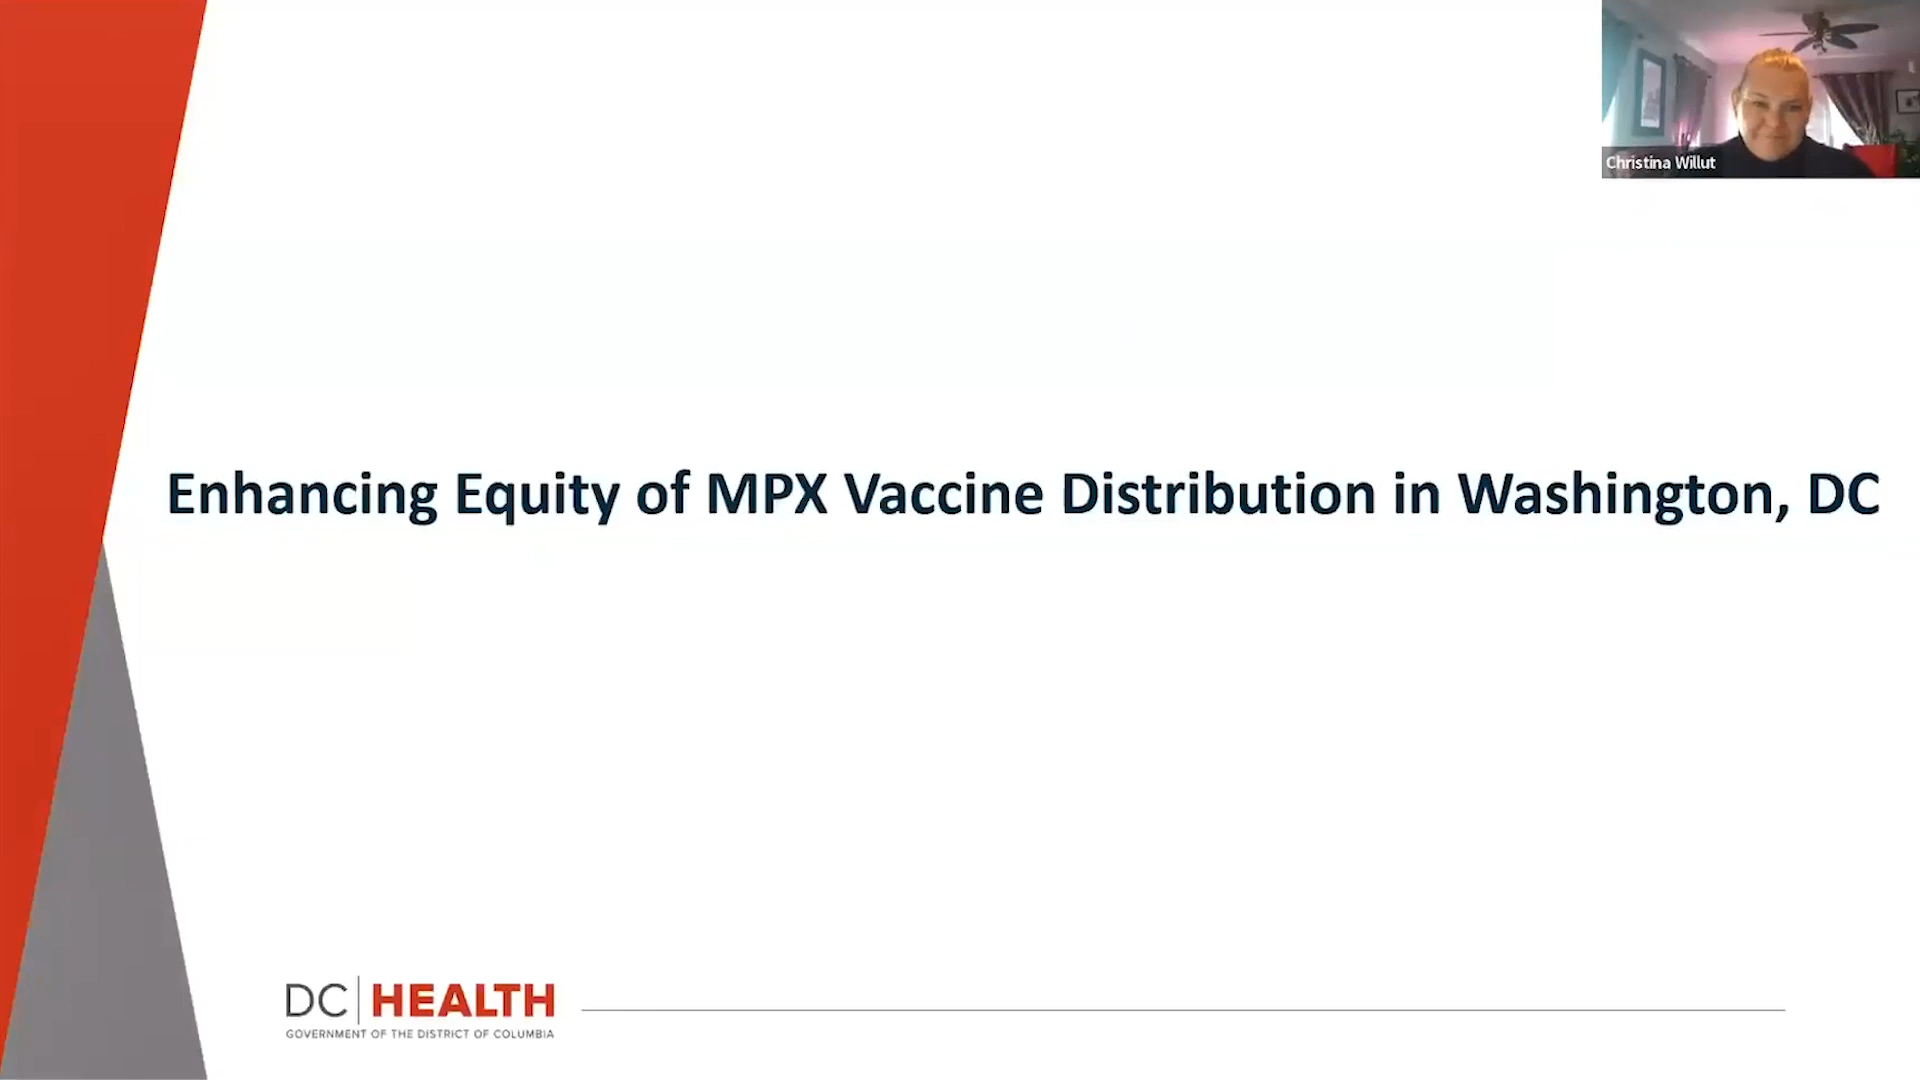 Christina Willut
Enhancing Equity of MPX Vaccine Distribution in Washington, DC
DC HEALTH
GOVERNMENT OF THE DISTRICT OF COLUMBIA